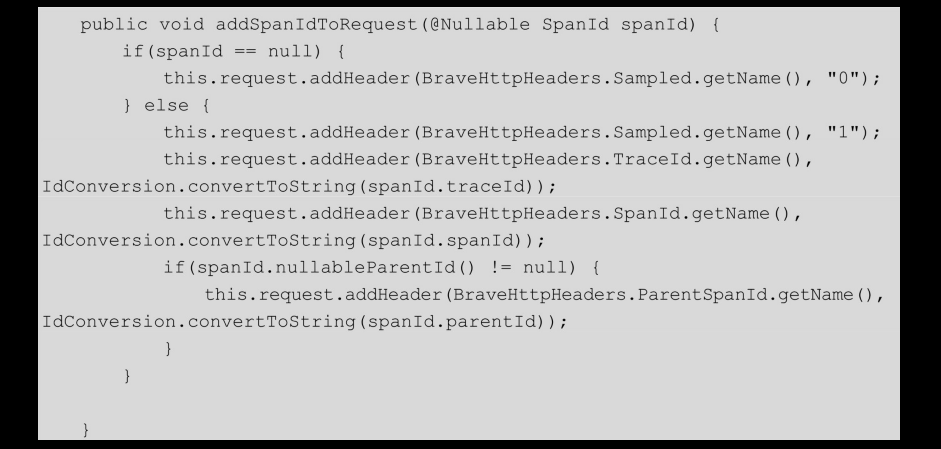 public void addSpanIdToRequest(@Nullable SpanId spanId) {
if(spanId == null) {
this.request.addHeader(BraveHttpHeaders.Sampled.getName(), "0");
} else {
this.request.addHeader(BraveHttpHeaders.Sampled.getName(), "1");
this.request.addHeader(BraveHttpHeaders.TraceId.getName(),
IdConversion.convertToString(spanId.traceId));
this.request.addHeader(BraveHttpHeaders.SpanId.getName(),
IdConversion.convertToString(spanId.spanId));
if(spanId.nullableParentId() != null) {
this.request.addHeader(BraveHttpHeaders.ParentSpanId.getName(),
IdConversion.convertToString(spanId.parentId));
}
}
}